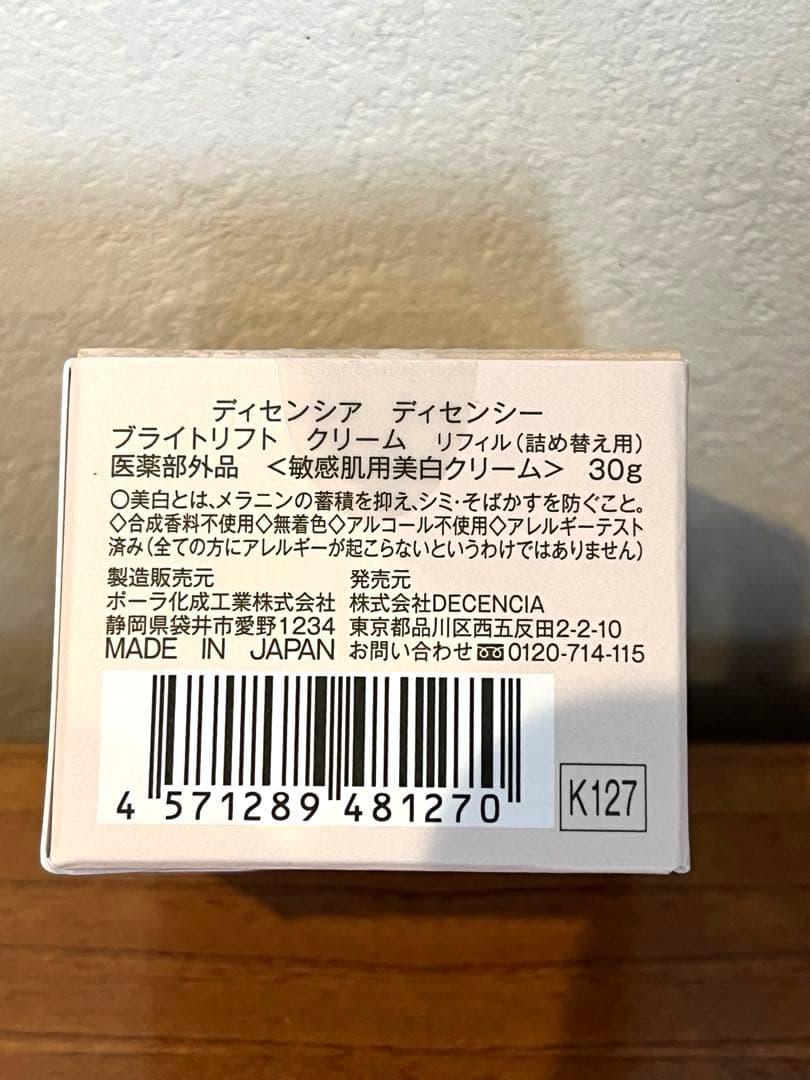 ディセンシア　ディセンシー
ブライトリフト　クリーム　リフィル（詰め替え用）
医薬部外品　＜敏感肌用美白クリーム＞　30g
○美白とは、メラニンの蓄積を抑え、シミ・そばかすを防ぐこと。
◇合成香料不使用◇無着色◇アルコール不使用◇アレルギーテスト
済み（全ての方にアレルギーが起こらないというわけではありません）
製造販売元
ポーラ化成工業株式会社
静岡県袋井市愛野1234
MADE IN JAPAN
発売元
株式会社DECENCIA
東京都品川区西五反田2-2-10
お問い合わせ 0120-714-115
4 571289 481270
K127